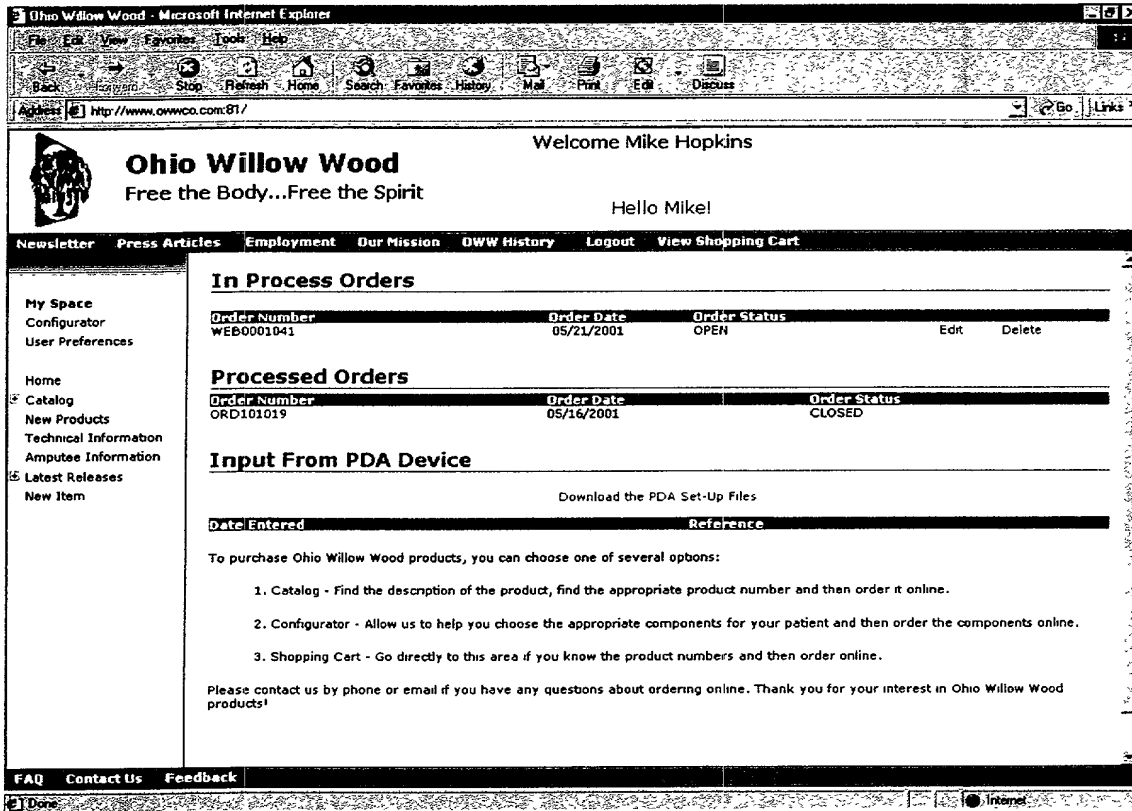 Ohio Willow Wood - Microsoft Internet Explorer
File Edit View Favorites Tools Help
Back Forward Stop Refresh Home Search Favorites History Mail Print Edit Discuss
Address http://www.owwco.com:81/ Go Links
Welcome Mike Hopkins
Ohio Willow Wood
Free the Body...Free the Spirit
Hello Mike!
Newsletter Press Articles Employment Our Mission OWW History Logout View Shopping Cart
My Space
Configurator
User Preferences
Home
Catalog
New Products
Technical Information
Amputee Information
Latest Releases
New Item
In Process Orders
Order Number Order Date Order Status
WEB0001041 05/21/2001 OPEN Edit Delete
Processed Orders
Order Number Order Date Order Status
ORD101019 05/16/2001 CLOSED
Input From PDA Device
Download the PDA Set-Up Files
Date Entered Reference
To purchase Ohio Willow Wood products, you can choose one of several options:
1. Catalog - Find the description of the product, find the appropriate product number and then order it online.
2. Configurator - Allow us to help you choose the appropriate components for your patient and then order the components online.
3. Shopping Cart - Go directly to this area if you know the product numbers and then order online.
Please contact us by phone or email if you have any questions about ordering online. Thank you for your interest in Ohio Willow Wood
products!
FAQ Contact Us Feedback
Done Internet